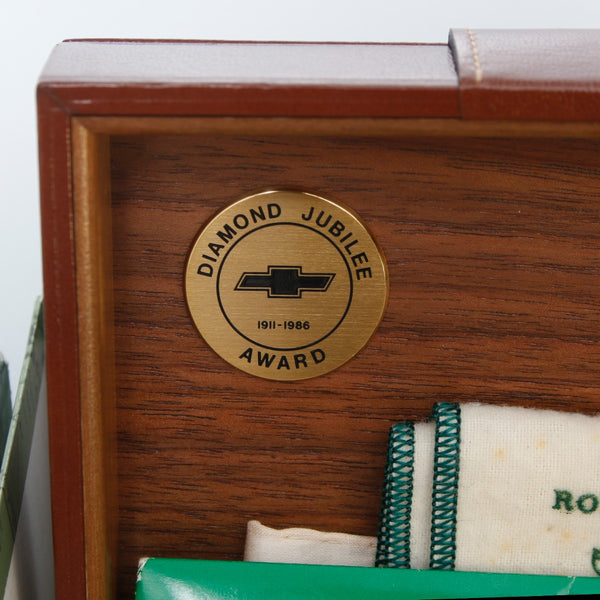 DIAMOND JUBILEE
1911-1986
AWARD
RO